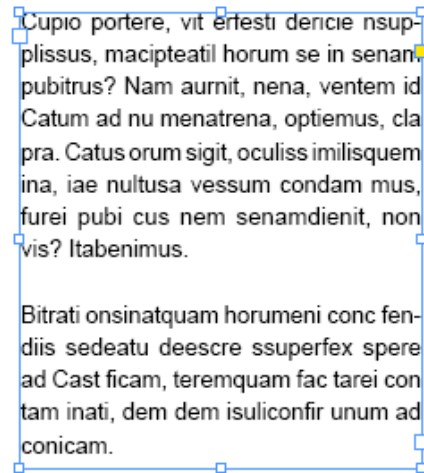 Cupio portere, vit erfesti dericie nsup-
plissus, macipteatil horum se in senam
pubitrus? Nam aurnit, nena, ventem id
Catum ad nu menatrena, optiemus, cla
pra. Catus orum sigit, oculiss imilisquem
ina, iae nultusa vessum condam mus,
furei pubi cus nem senamdienit, non
vis? Itabenimus.
Bitrati onsinatquam horumeni conc fen-
diis sedeatu deescre ssuperfex spere
ad Cast ficam, teremquam fac tarei con
tam inati, dem dem isuliconfir unum ad
conicam.